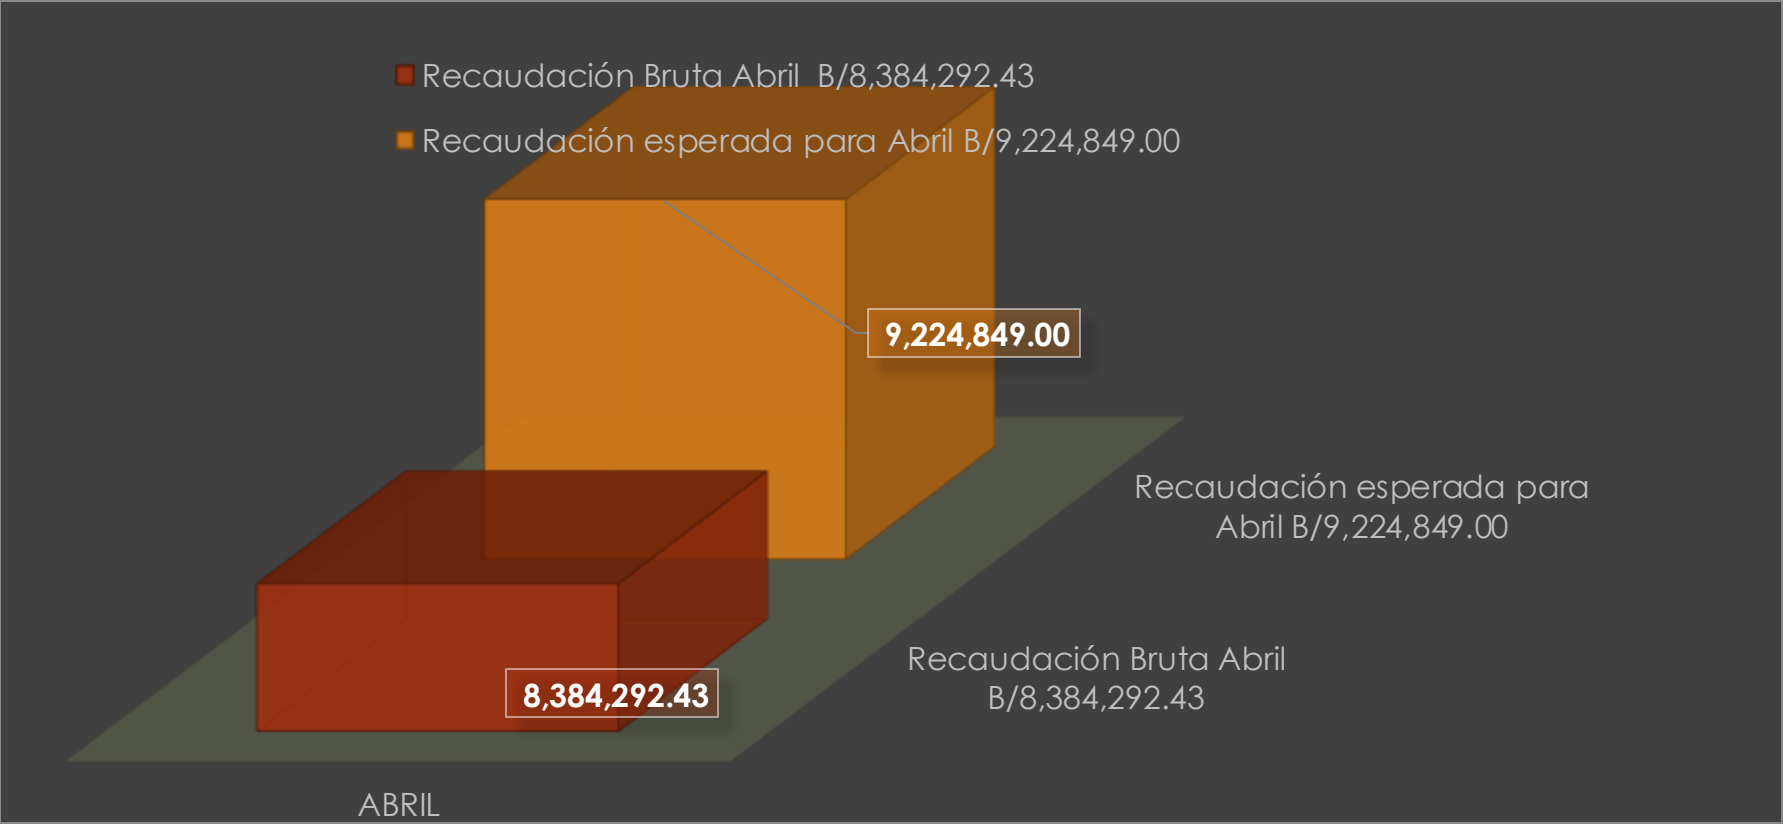 Recaudación Bruta Abril  B/8,384,292.43
Recaudación esperada para Abril B/9,224,849.00
9,224,849.00
Recaudación esperada para
Abril B/9,224,849.00
Recaudación Bruta Abril
B/8,384,292.43
8,384,292.43
ABRIL